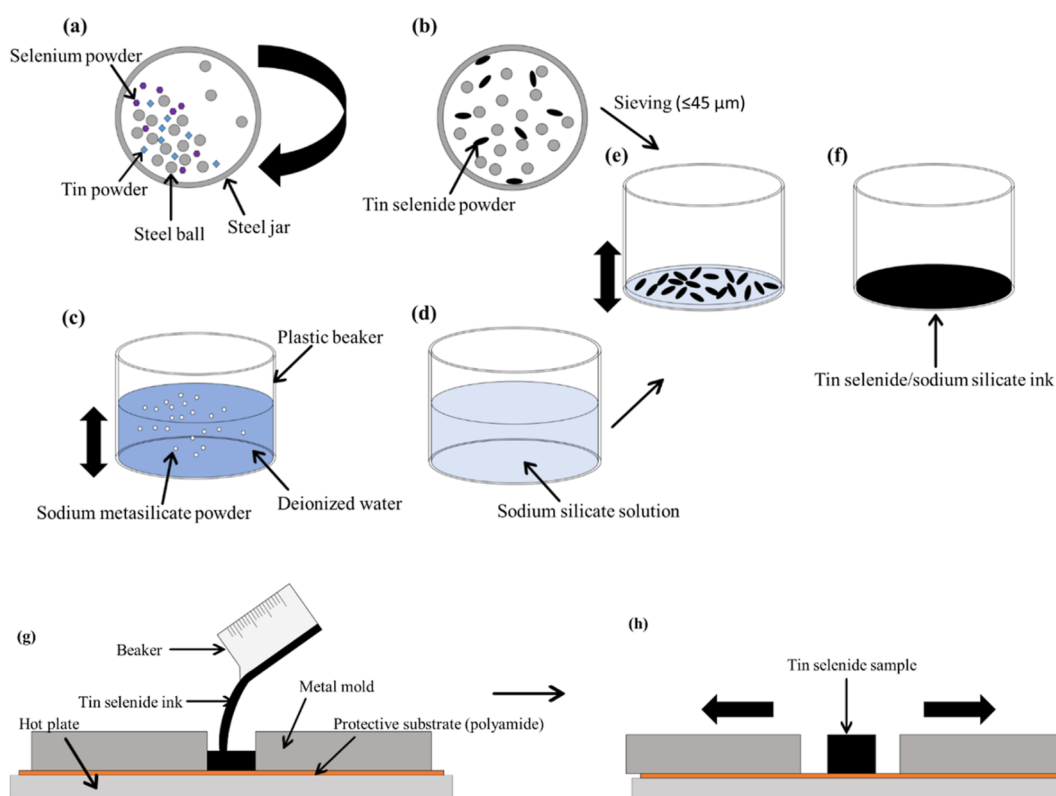 (a)
Selenium powder
Tin powder
Steel ball
Steel jar
(b)
Sieving (≤45 μm)
Tin selenide powder
(e)
(f)
Tin selenide/sodium silicate ink
(c)
Plastic beaker
Sodium metasilicate powder
Deionized water
(d)
Sodium silicate solution
(g)
Beaker
Tin selenide ink
Metal mold
Hot plate
Protective substrate (polyamide)
(h)
Tin selenide sample